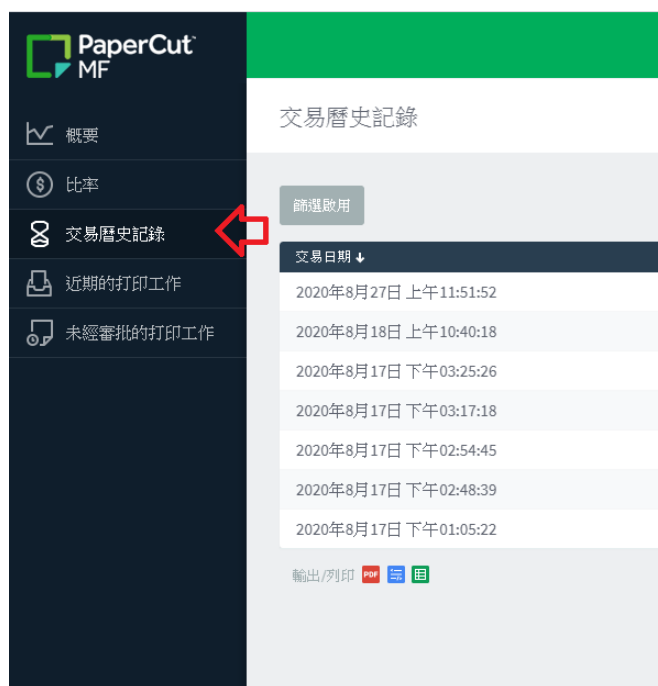 PaperCut
MF
概要
比率
交易曆史記錄
近期的打印工作
未經審批的打印工作
交易曆史記錄
篩選啟用
交易日期
2020年8月27日 上午11:51:52
2020年8月18日 上午10:40:18
2020年8月17日 下午03:25:26
2020年8月17日 下午03:17:18
2020年8月17日 下午02:54:45
2020年8月17日 下午02:48:39
2020年8月17日 下午01:05:22
輸出/列印 PDF